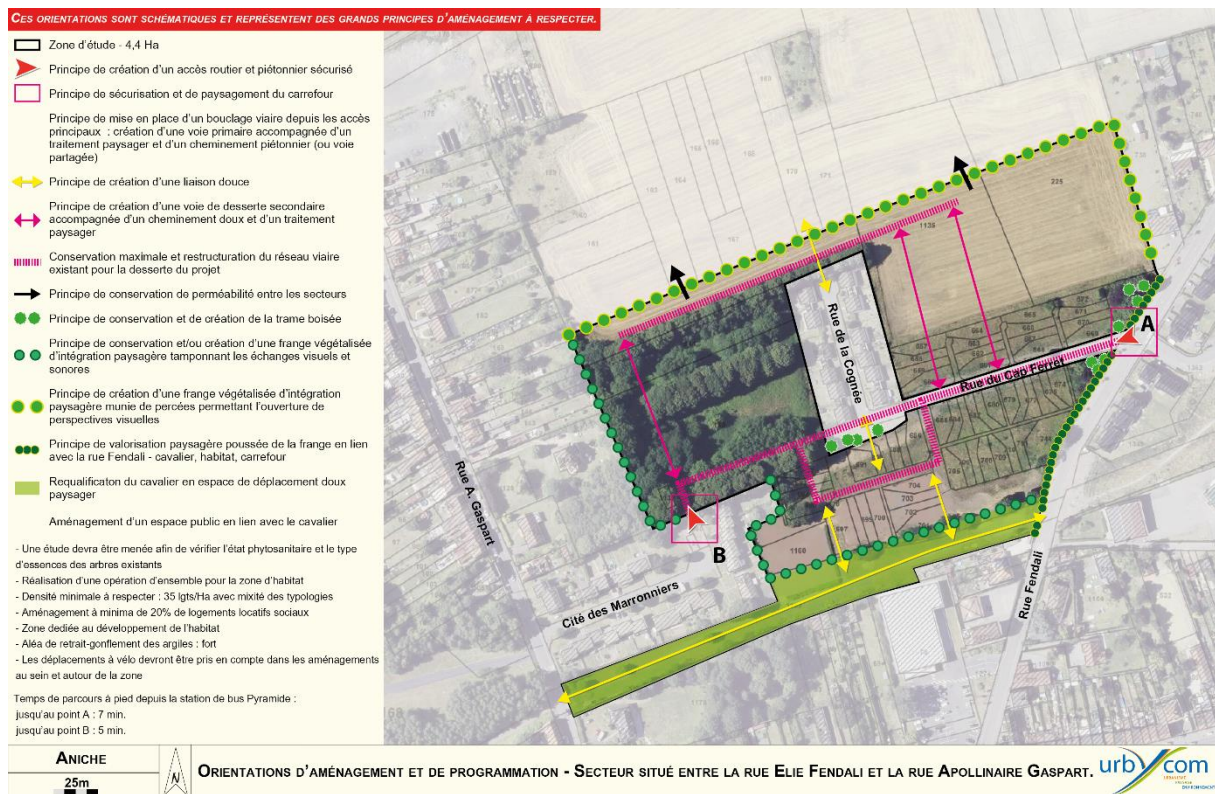 CES ORIENTATIONS SONT SCHÉMATIQUES ET REPRÉSENTENT DES GRANDS PRINCIPES D'AMÉNAGEMENT À RESPECTER.
Zone d'étude - 4,4 Ha
Principe de création d'un accès routier et piétonnier sécurisé
Principe de sécurisation et de paysagement du carrefour
Principe de mise en place d'un bouclage viaire depuis les accès
principaux : création d'une voie primaire accompagnée d'un
traitement paysager et d'un cheminement piétonnier (ou voie
partagée)
Principe de création d'une liaison douce
Principe de création d'une voie de desserte secondaire
accompagnée d'un cheminement doux et d'un traitement
paysager
Conservation maximale et restructuration du réseau viaire
existant pour la desserte du projet
Principe de conservation de perméabilité entre les secteurs
Principe de conservation et de création de la trame boisée
Principe de conservation et/ou création d'une frange végétalisée
d'intégration paysagère tamponnant les échanges visuels et
sonores
Principe de création d'une frange végétalisée d'intégration
paysagère munie de percées permettant l'ouverture de
perspectives visuelles
Principe de valorisation paysagère poussée de la frange en lien
avec la rue Fendali - cavalier, habitat, carrefour
Requalificaton du cavalier en espace de déplacement doux
paysager
Aménagement d'un espace public en lien avec le cavalier
- Une étude devra être menée afin de vérifier l'état phytosanitaire et le type
d'essences des arbres existants
- Réalisation d'une opération d'ensemble pour la zone d'habitat
- Densité minimale à respecter : 35 lgts/Ha avec mixité des typologies
- Aménagement à minima de 20% de logements locatifs sociaux
- Zone dediée au développement de l'habitat
- Aléa de retrait-gonflement des argiles : fort
- Les déplacements à vélo devront être pris en compte dans les aménagements
au sein et autour de la zone
Temps de parcours à pied depuis la station de bus Pyramide :
jusqu'au point A : 7 min.
jusqu'au point B : 5 min.
225
1136
A
Rue de la Cognée
Rue du Cap Ferret
Rue A. Gaspart
B
704
703
1160
Cité des Marronniers
Rue Fendali
ANICHE
25m
N
ORIENTATIONS D'AMÉNAGEMENT ET DE PROGRAMMATION - SECTEUR SITUÉ ENTRE LA RUE ELIE FENDALI ET LA RUE APOLLINAIRE GASPART.
urbycom